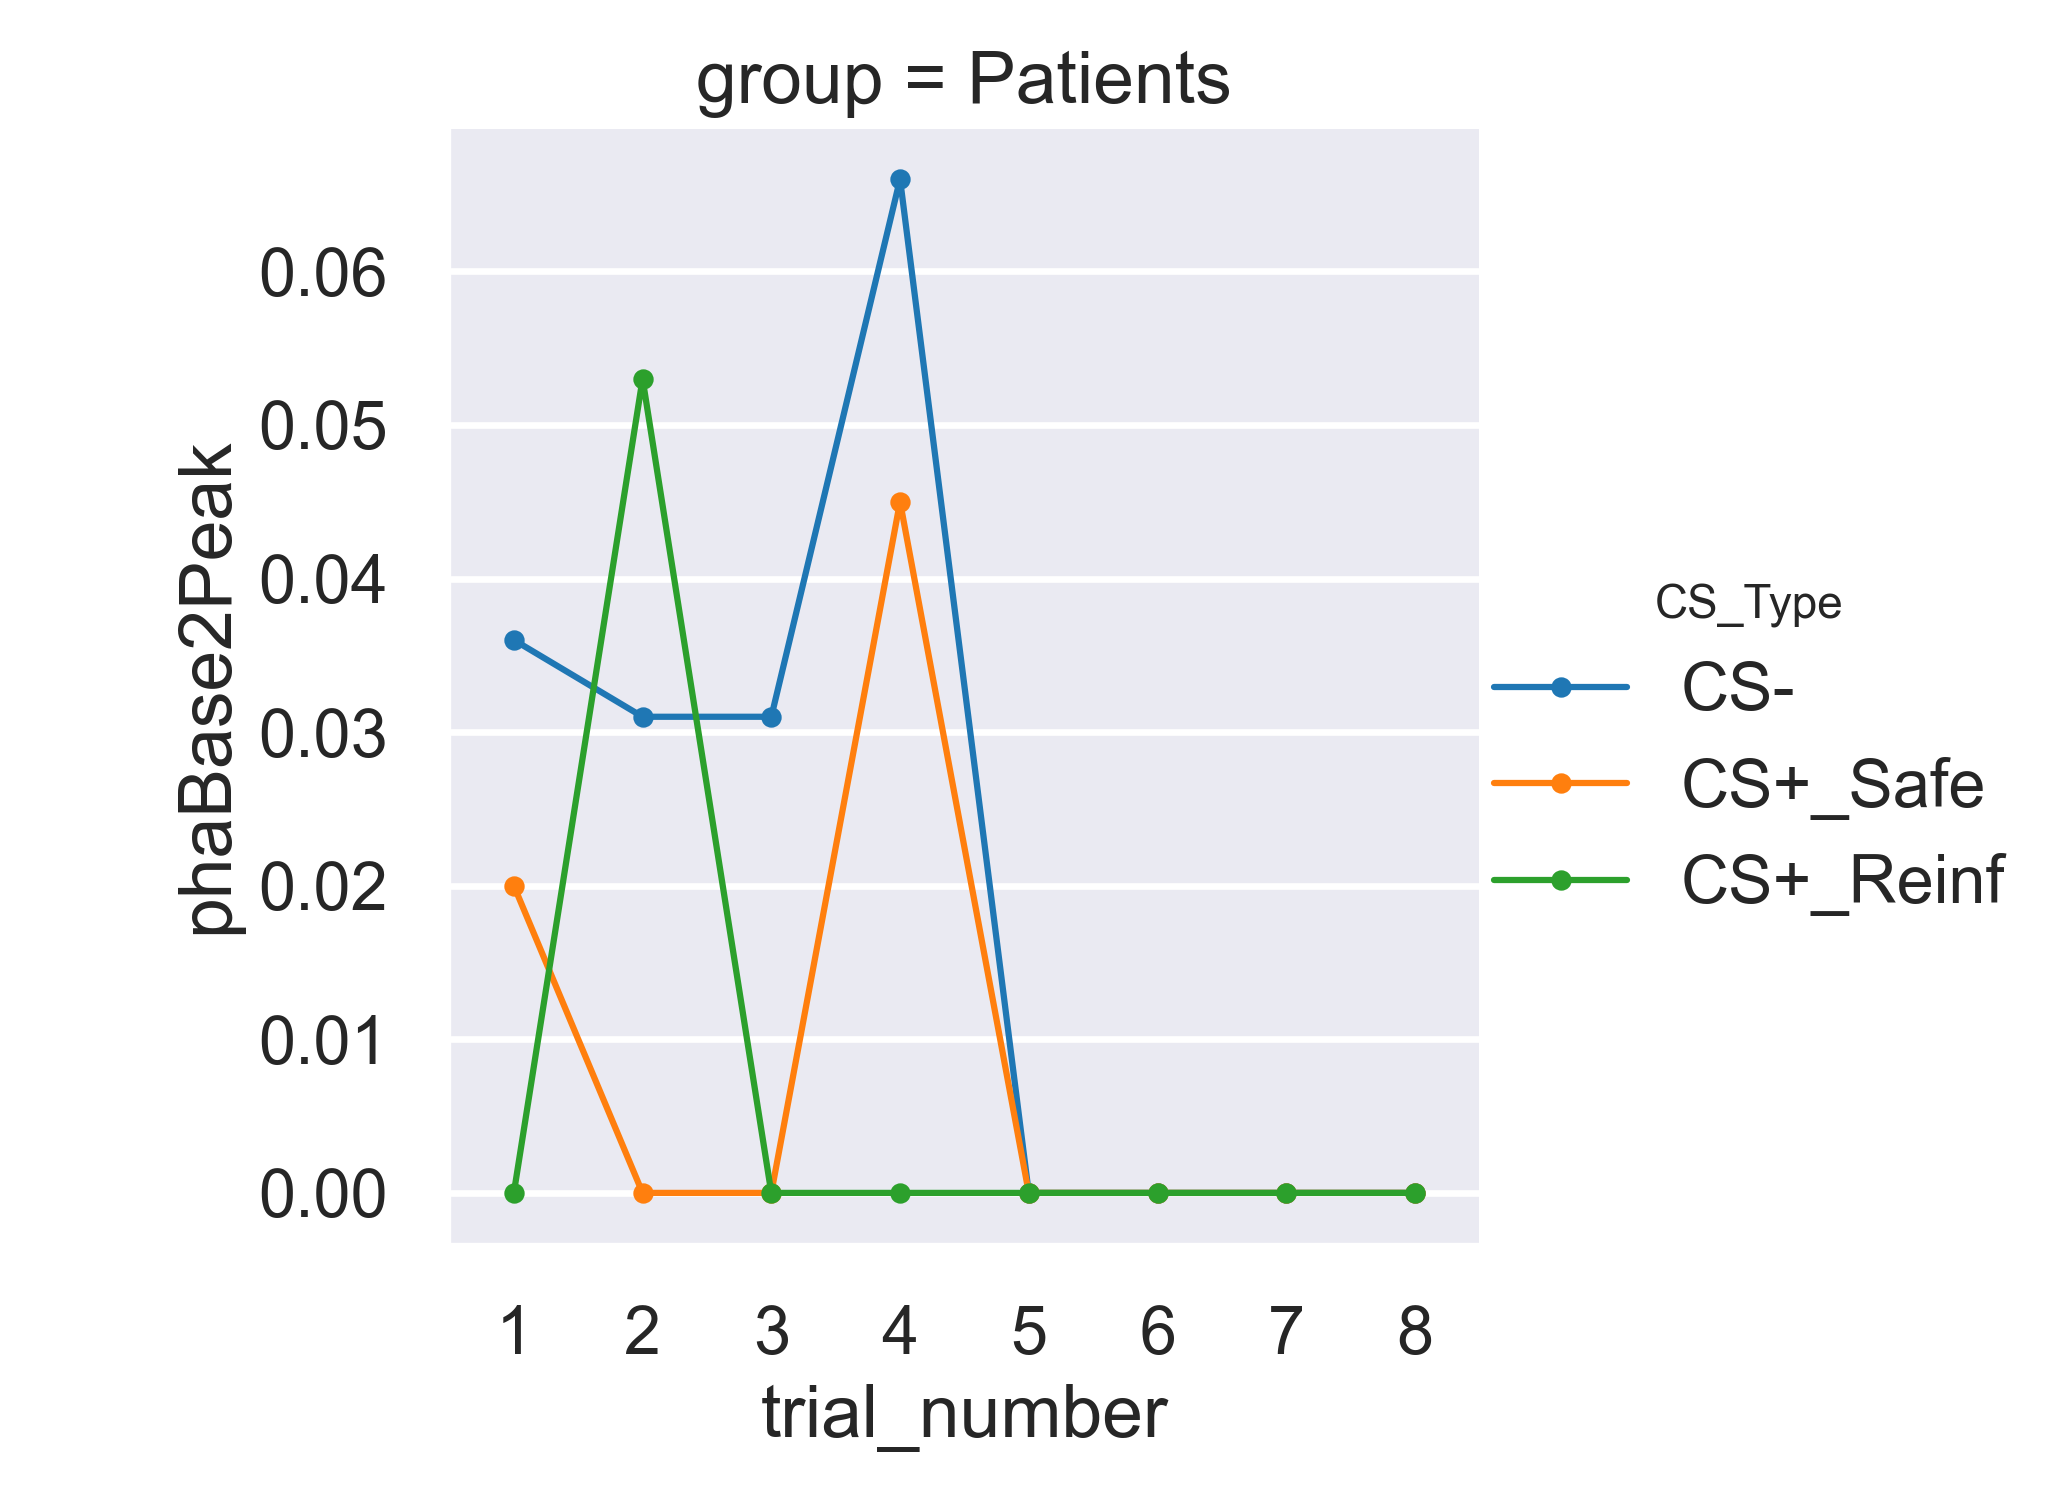 group = Patients
phaBase2Peak
0.06
0.05
0.04
0.03
0.02
0.01
0.00
1 2 3 4 5 6 7 8
trial_number
CS_Type
CS-
CS+_Safe
CS+_Reinf